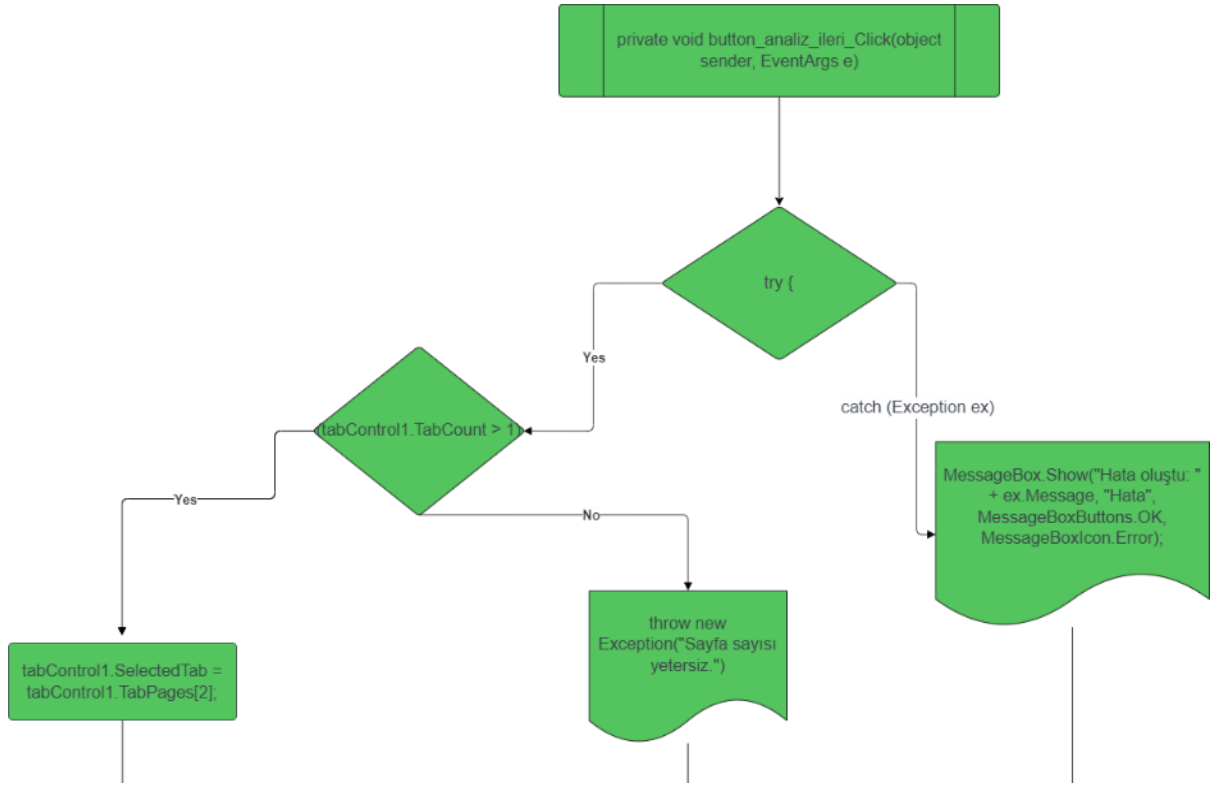 private void button_analiz_ileri_Click(object
sender, EventArgs e)
try {
Yes
(tabControl1.TabCount > 1)
catch (Exception ex)
MessageBox.Show("Hata oluştu: "
+ ex.Message, "Hata",
MessageBoxButtons.OK,
MessageBoxIcon.Error);
Yes
No
throw new
Exception("Sayfa sayısı
yetersiz.")
tabControl1.SelectedTab =
tabControl1.TabPages[2];